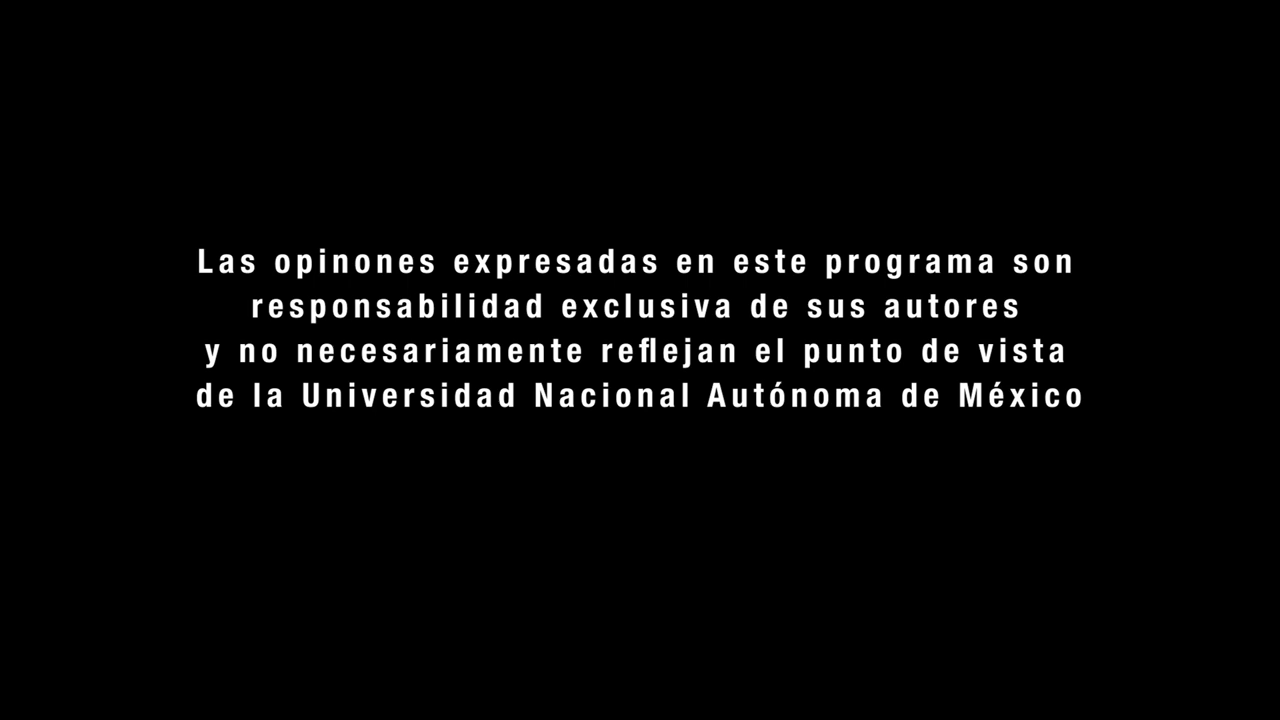 Las opinones expresadas en este programa son
responsabilidad exclusiva de sus autores
y no necesariamente reflejan el punto de vista
de la Universidad Nacional Autónoma de México